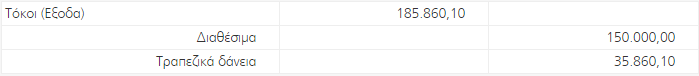 Τόκοι (Εξοδα) 185.860,10
Διαθέσιμα 150.000,00
Τραπεζικά δάνεια 35.860,10